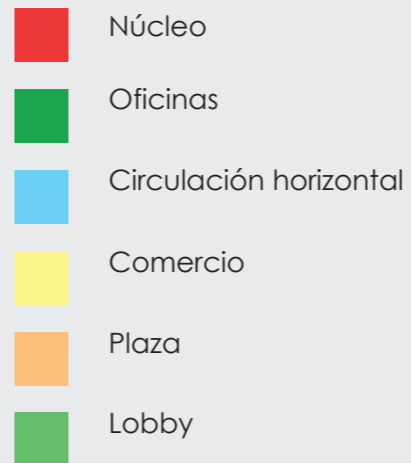 Núcleo
Oficinas
Circulación horizontal
Comercio
Plaza
Lobby